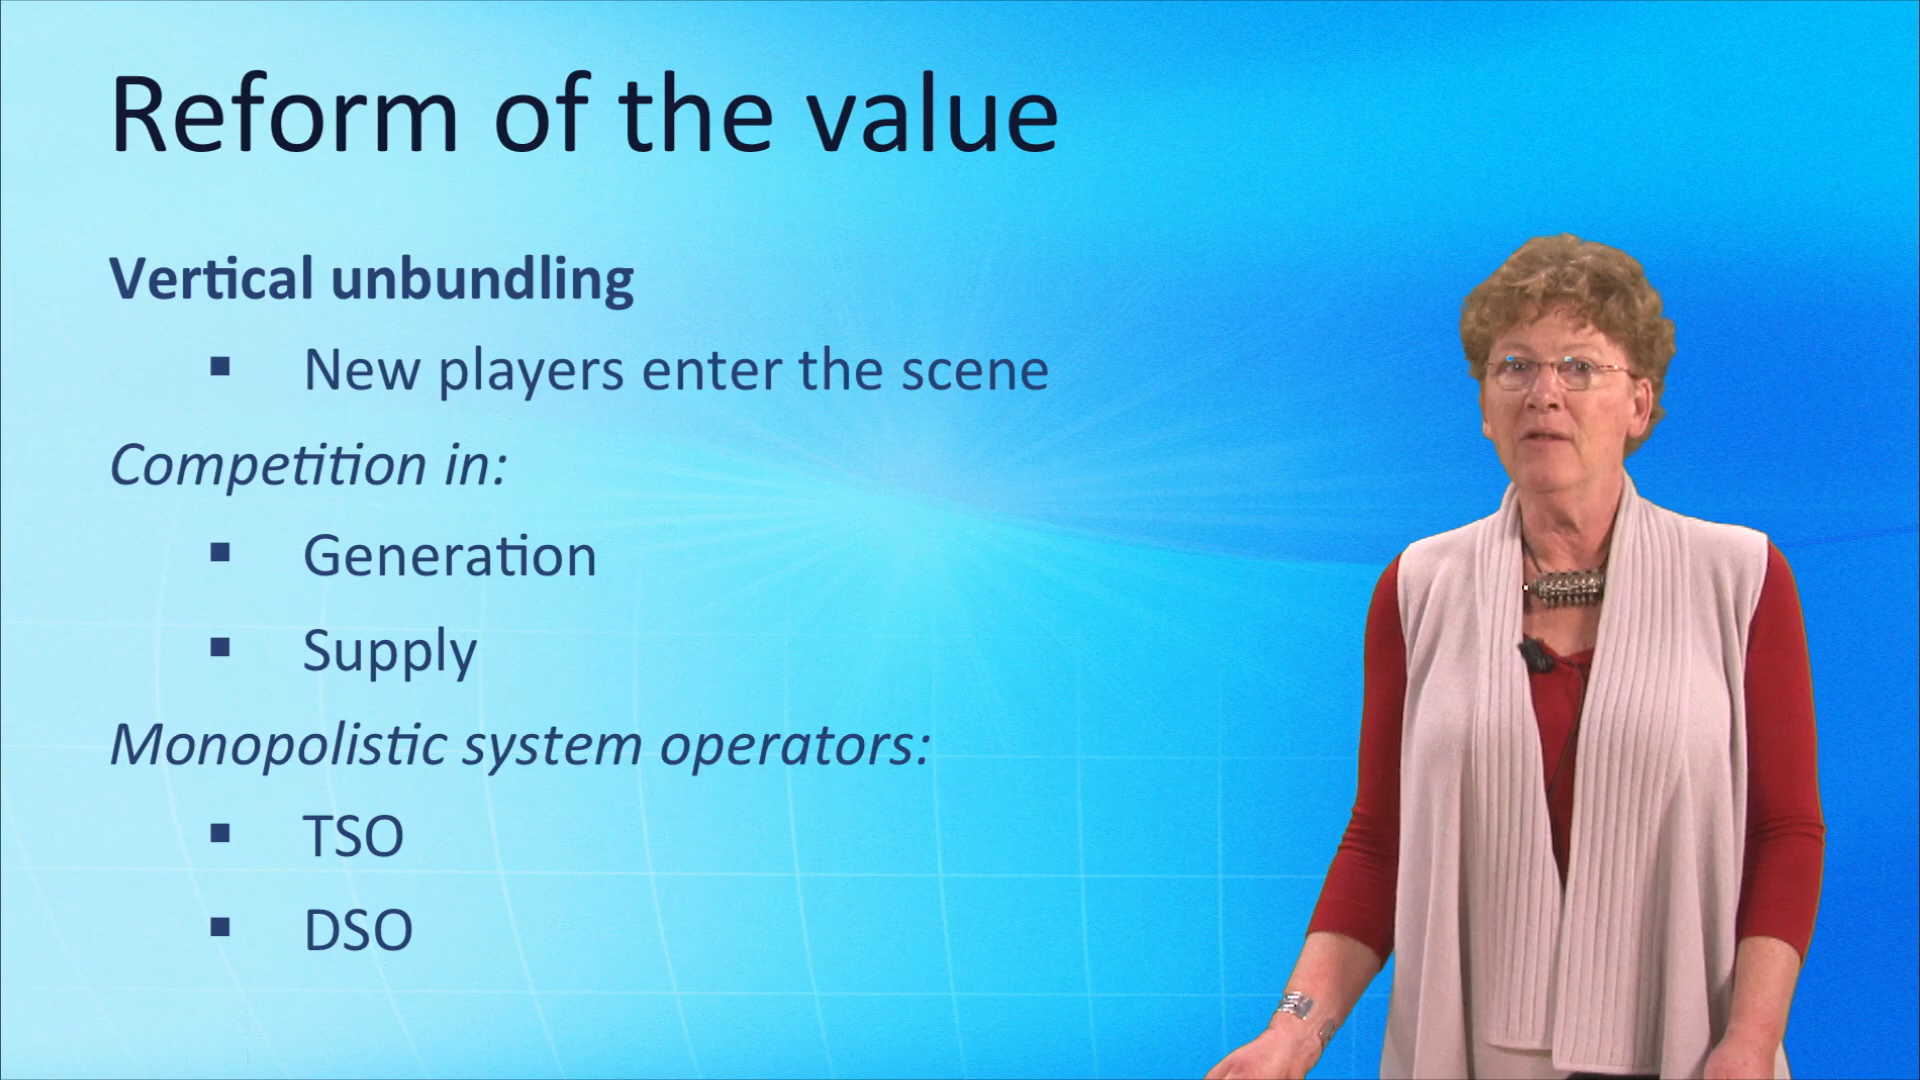 Reform of the value
Vertical unbundling
▪ New players enter the scene
Competition in:
▪ Generation
▪ Supply
Monopolistic system operators:
▪ TSO
▪ DSO